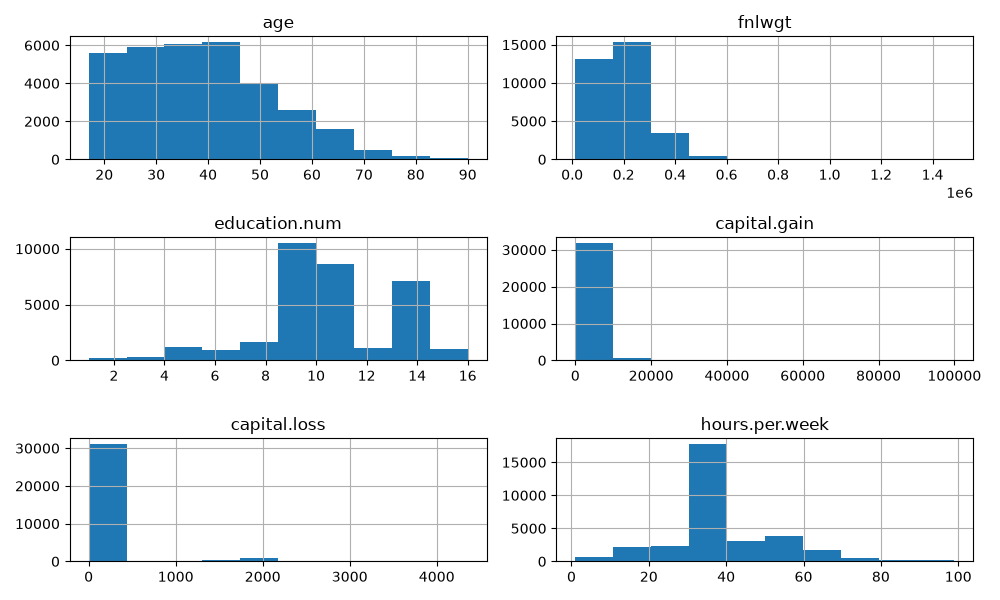 age
6000
4000
2000
0
20 30 40 50 60 70 80 90
fnlwgt
15000
10000
5000
0
0.0 0.2 0.4 0.6 0.8 1.0 1.2 1.4
1e6
education.num
10000
5000
0
2 4 6 8 10 12 14 16
capital.gain
30000
20000
10000
0
0 20000 40000 60000 80000 100000
capital.loss
30000
20000
10000
0
0 1000 2000 3000 4000
hours.per.week
15000
10000
5000
0
0 20 40 60 80 100